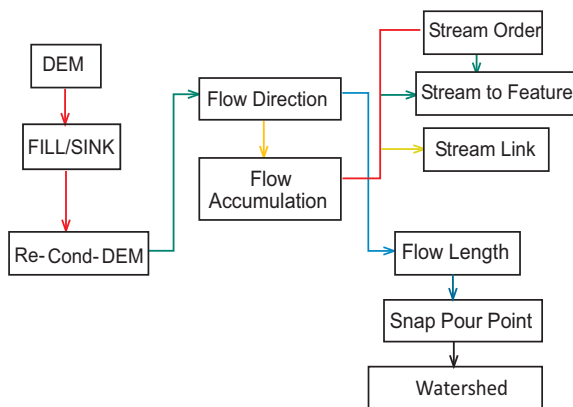 DEM
FILL/SINK
Re-Cond-DEM
Flow Direction
Flow
Accumulation
Stream Order
Stream to Feature
Stream Link
Flow Length
Snap Pour Point
Watershed